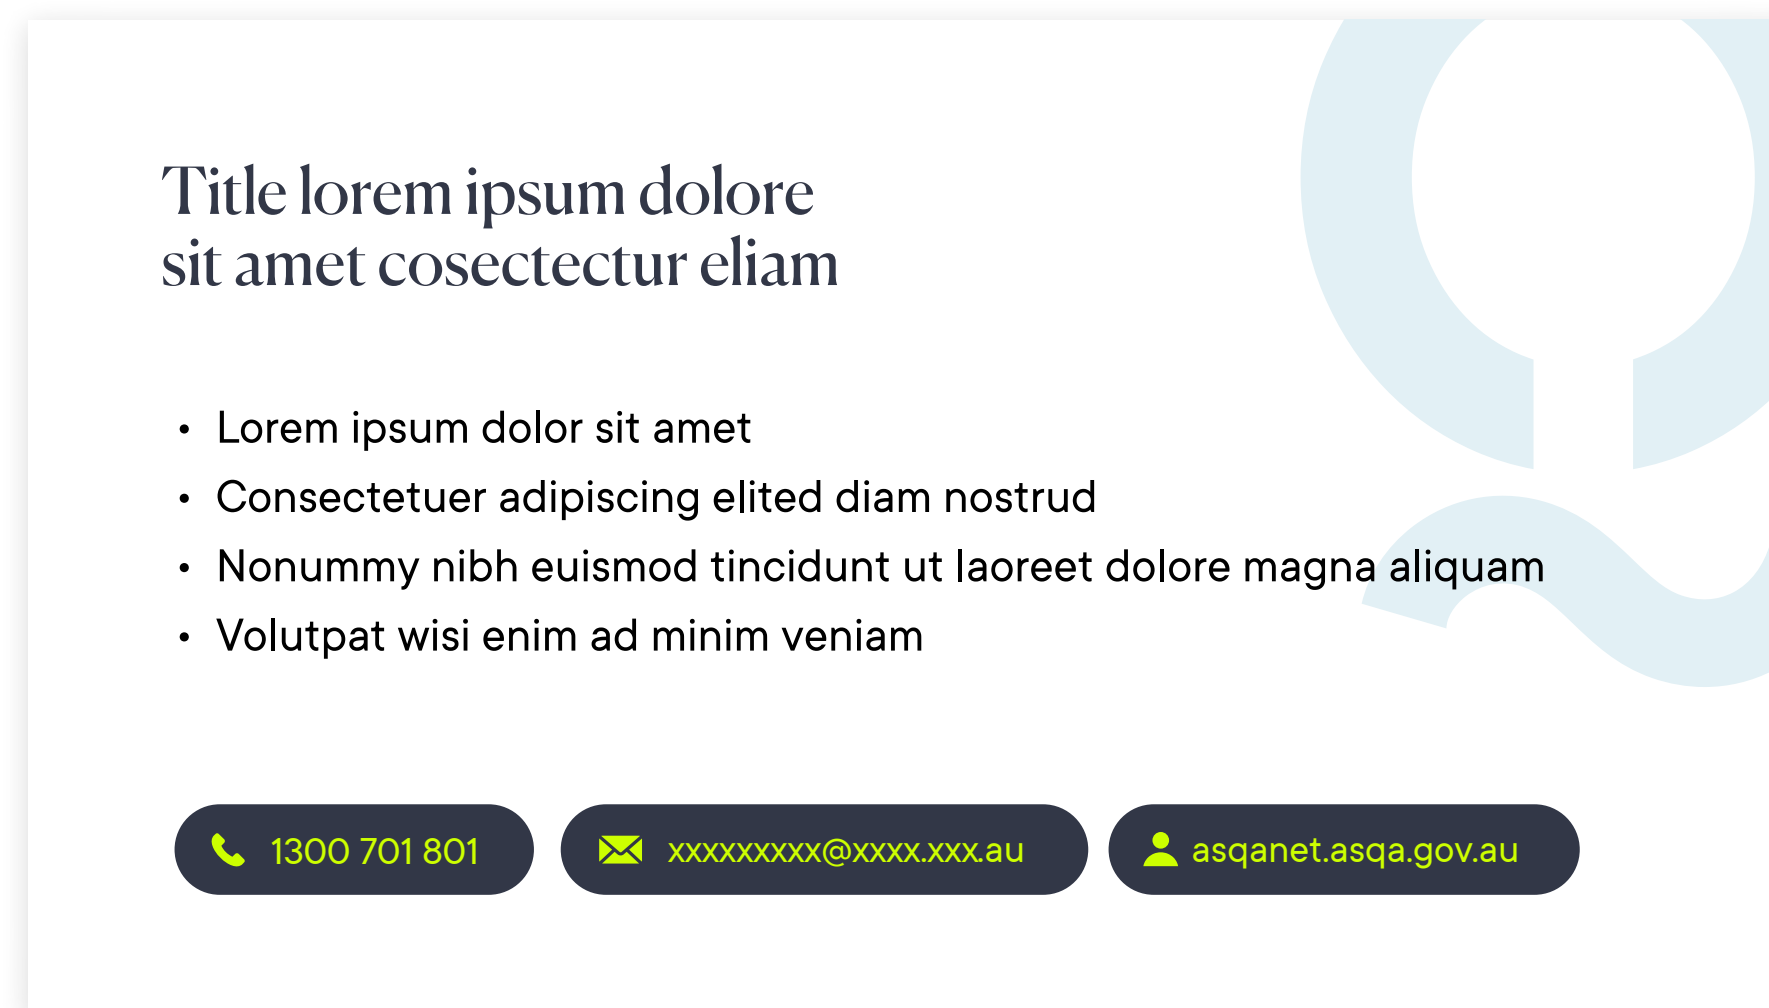 Title lorem ipsum dolore
sit amet cosectectur eliam
• Lorem ipsum dolor sit amet
• Consectetuer adipiscing elited diam nostrud
• Nonummy nibh euismod tincidunt ut laoreet dolore magna aliquam
• Volutpat wisi enim ad minim veniam
1300 701 801
xxxxxxxxx@xxxx.xxx.au
asqanet.asqa.gov.au